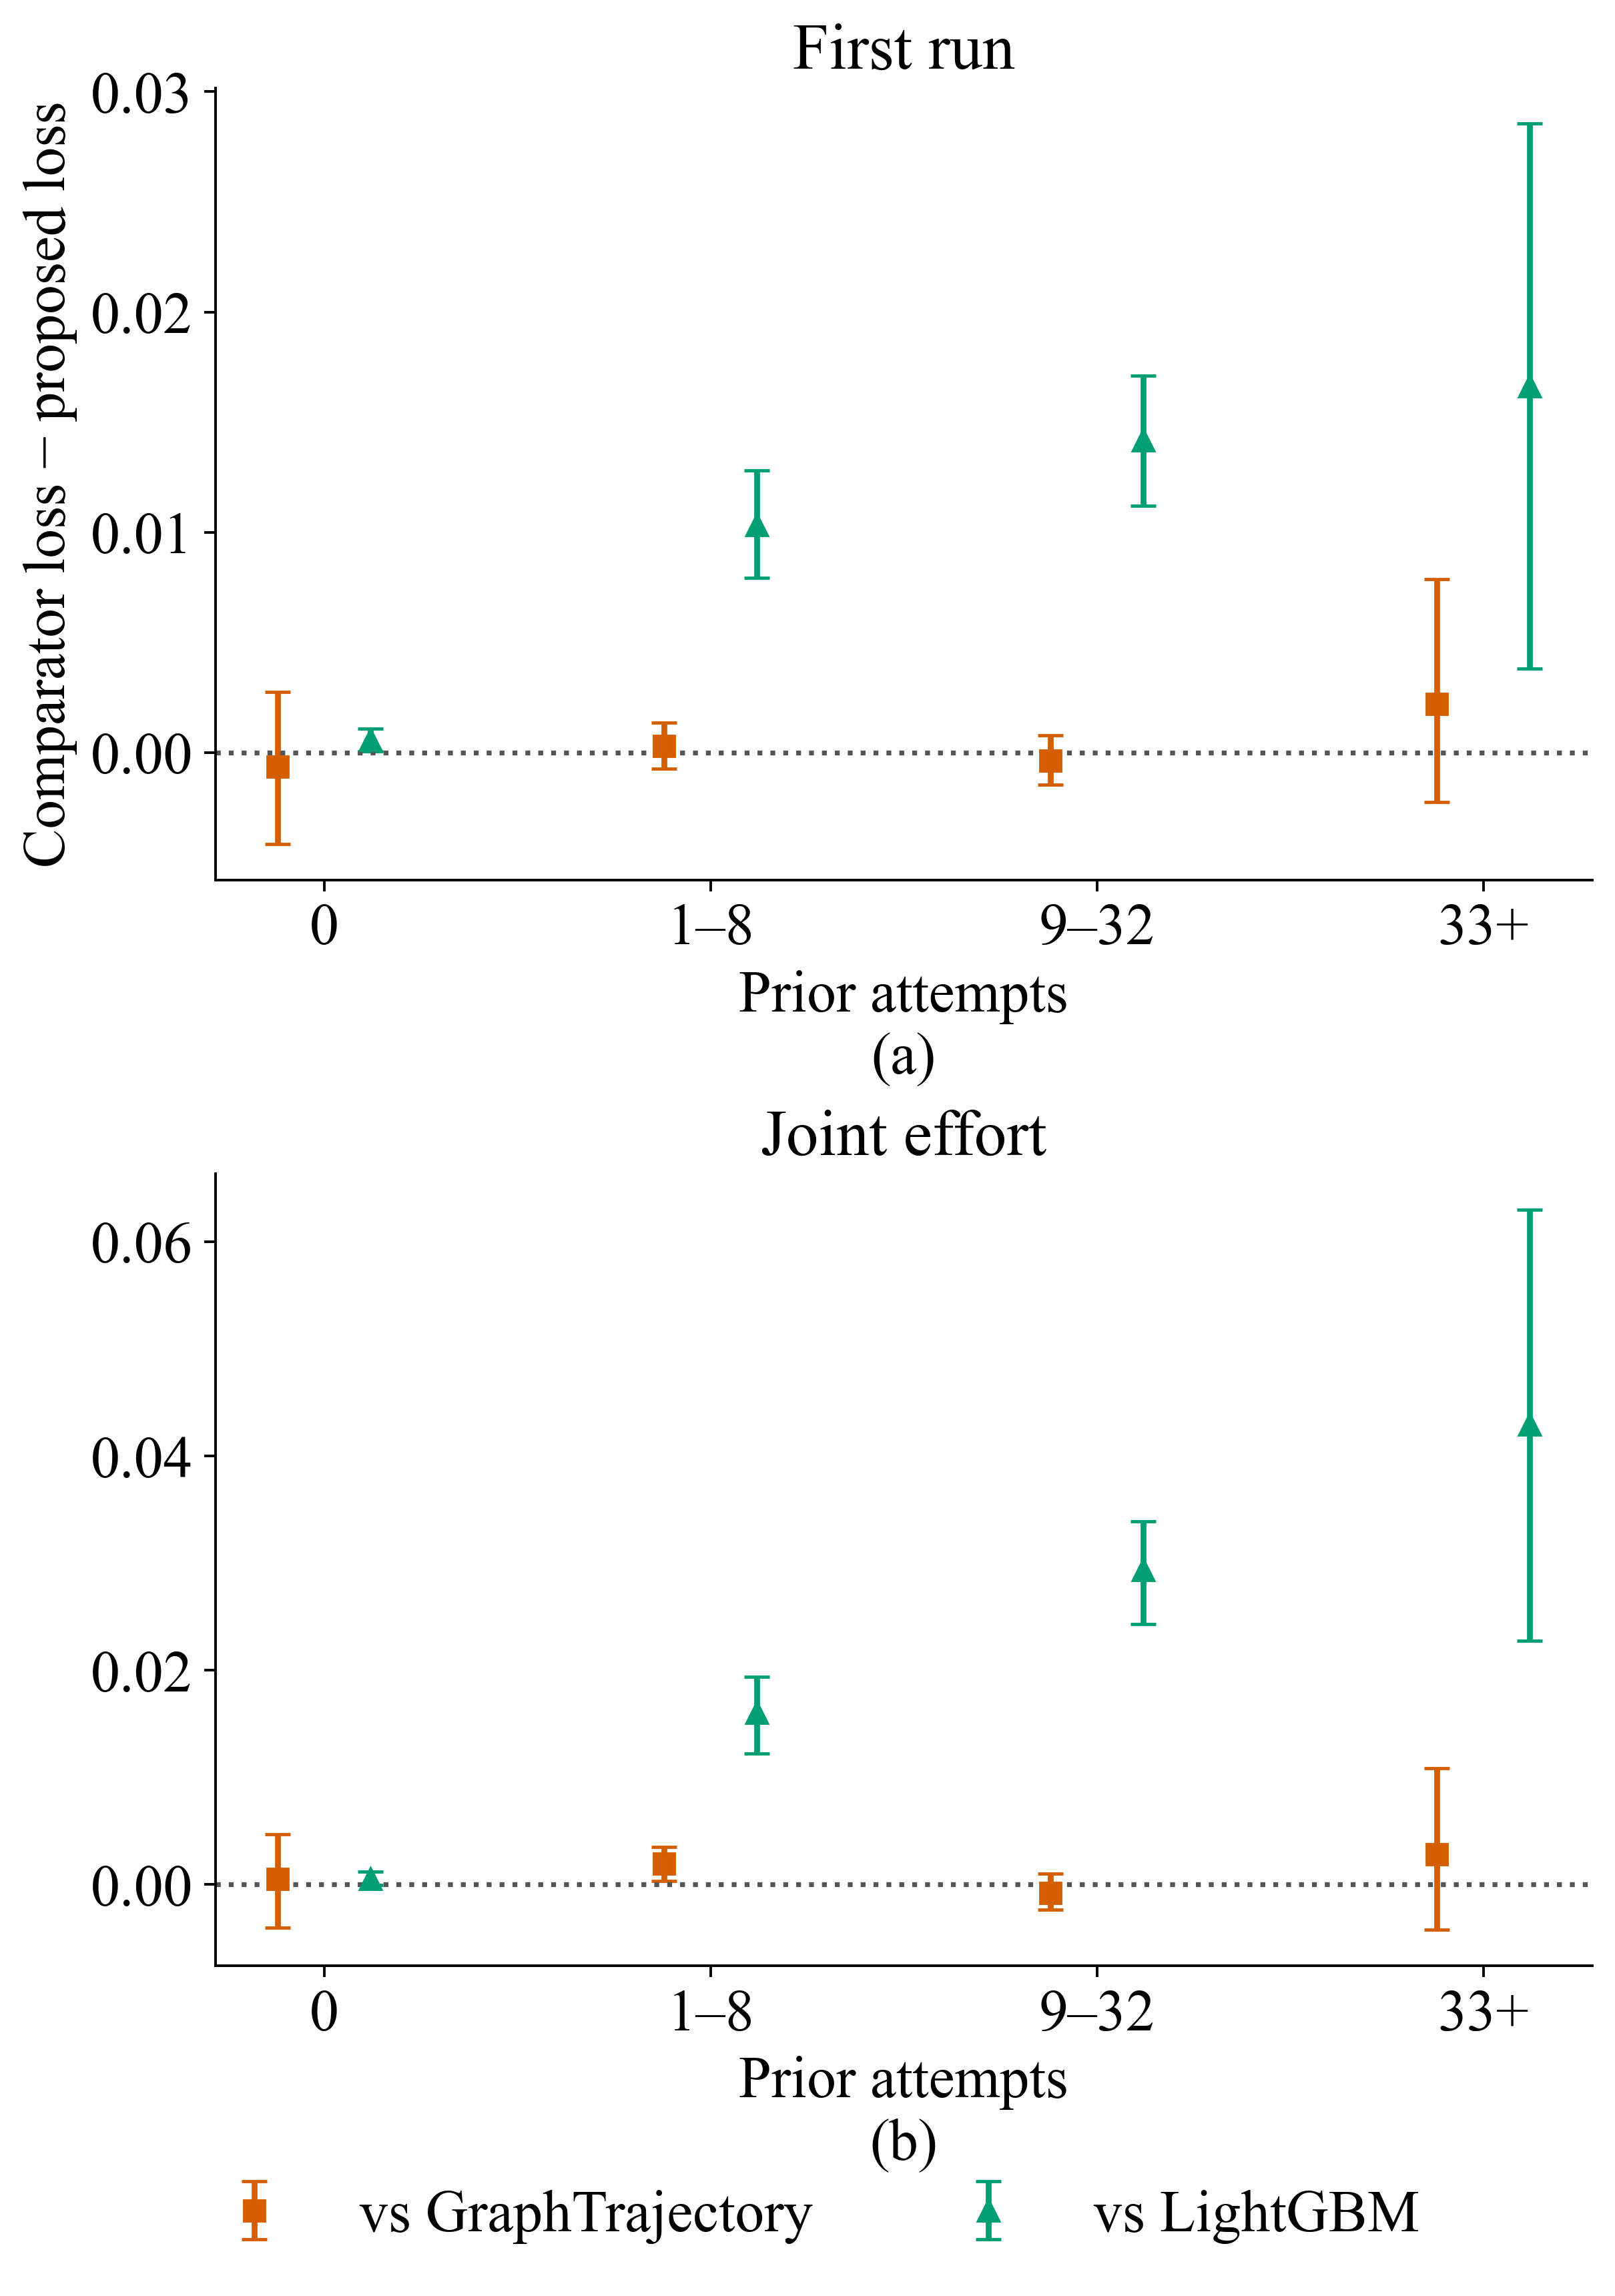 First run
Comparator loss – proposed loss
0.03
0.02
0.01
0.00
0 1–8 9–32 33+
Prior attempts
(a)
Joint effort
0.06
0.04
0.02
0.00
0 1–8 9–32 33+
Prior attempts
(b)
vs GraphTrajectory vs LightGBM